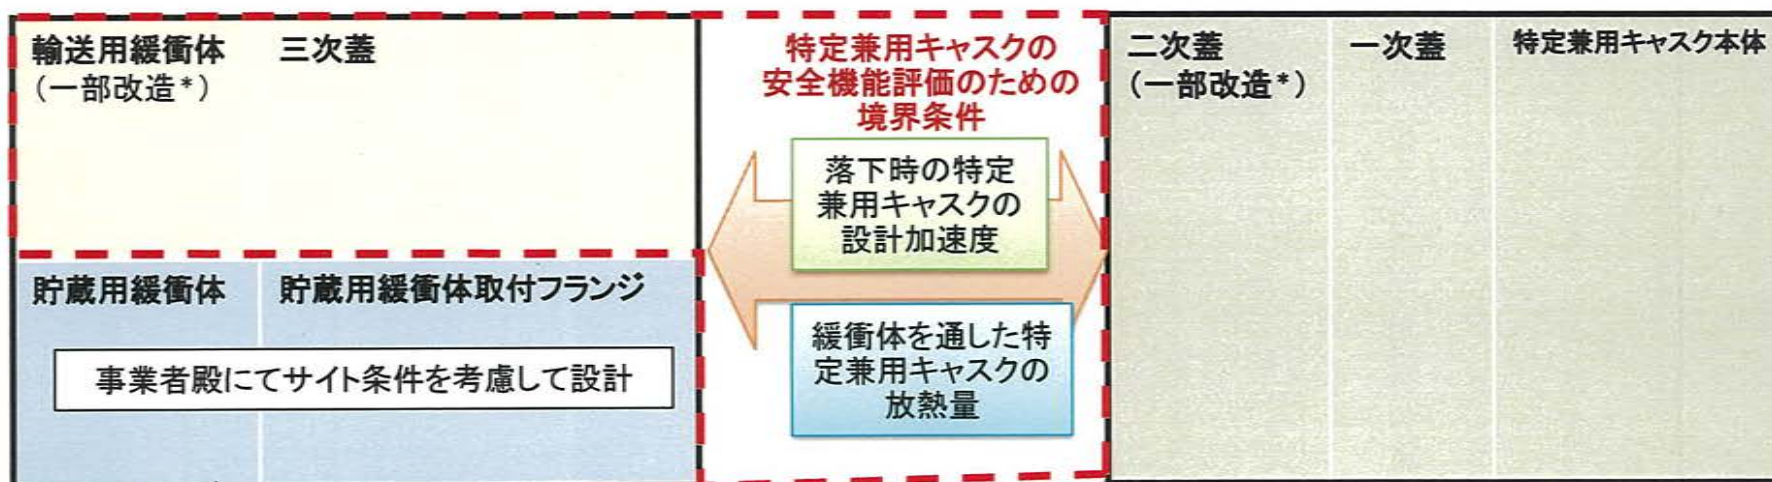 輸送用緩衝体
(一部改造*)
三次蓋
特定兼用キャスクの
安全機能評価のための
境界条件
落下時の特定
兼用キャスクの
設計加速度
緩衝体を通した特
定兼用キャスクの
放熱量
二次蓋
(一部改造*)
一次蓋
特定兼用キャスク本体
貯蔵用緩衝体
貯蔵用緩衝体取付フランジ
事業者殿にてサイト条件を考慮して設計